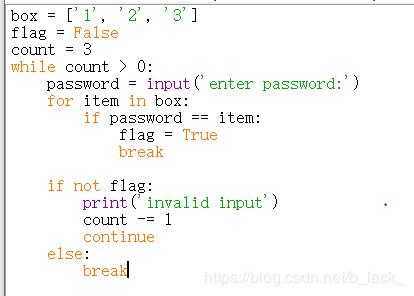 box = ['1', '2', '3']
flag = False
count = 3
while count > 0:
    password = input('enter password:')
    for item in box:
        if password == item:
            flag = True
            break

    if not flag:
        print('invalid input')
        count -= 1
        continue
    else:
        break
https://blog.csdn.net/b_lack_